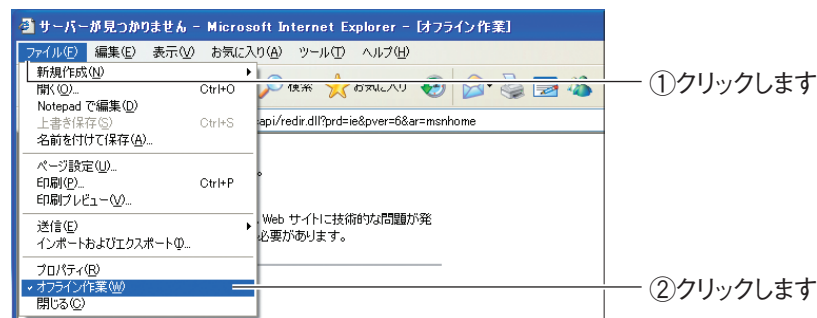 サーバーが見つかりません - Microsoft Internet Explorer - [オフライン作業]
ファイル(F) 編集(E) 表示(V) お気に入り(A) ツール(T) ヘルプ(H)
新規作成(N)
開く(O)... Ctrl+O
検索 お気に入り
①クリックします
Notepad で編集(D)
上書き保存(S) Ctrl+S
sapi/redir.dll?prd=ie&pver=6&ar=msnhome
名前を付けて保存(A)...
ページ設定(U)...
印刷(P)... Ctrl+P
印刷プレビュー(V)...
送信(E)
Web サイトに技術的な問題が発
インポートおよびエクスポート(I)...
必要があります。
プロパティ(R)
オフライン作業(W)
②クリックします
閉じる(C)